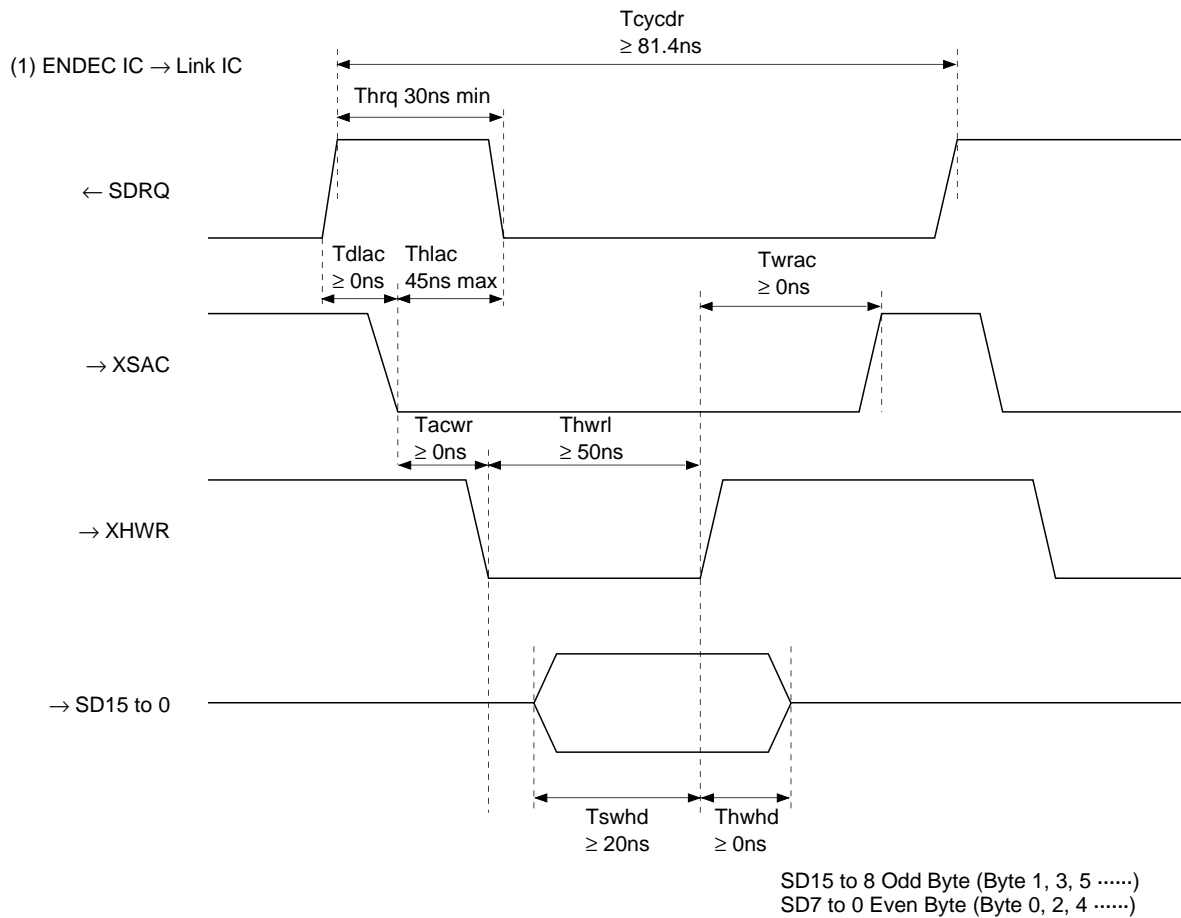 Tcycdr
≥ 81.4ns
(1) ENDEC IC → Link IC
Thrq 30ns min
← SDRQ
Tdlac
≥ 0ns
Thlac
45ns max
Twrac
≥ 0ns
→ XSAC
Tacwr
≥ 0ns
Thwrl
≥ 50ns
→ XHWR
→ SD15 to 0
Tswhd
≥ 20ns
Thwhd
≥ 0ns
SD15 to 8 Odd Byte (Byte 1, 3, 5 ······)
SD7 to 0 Even Byte (Byte 0, 2, 4 ······)